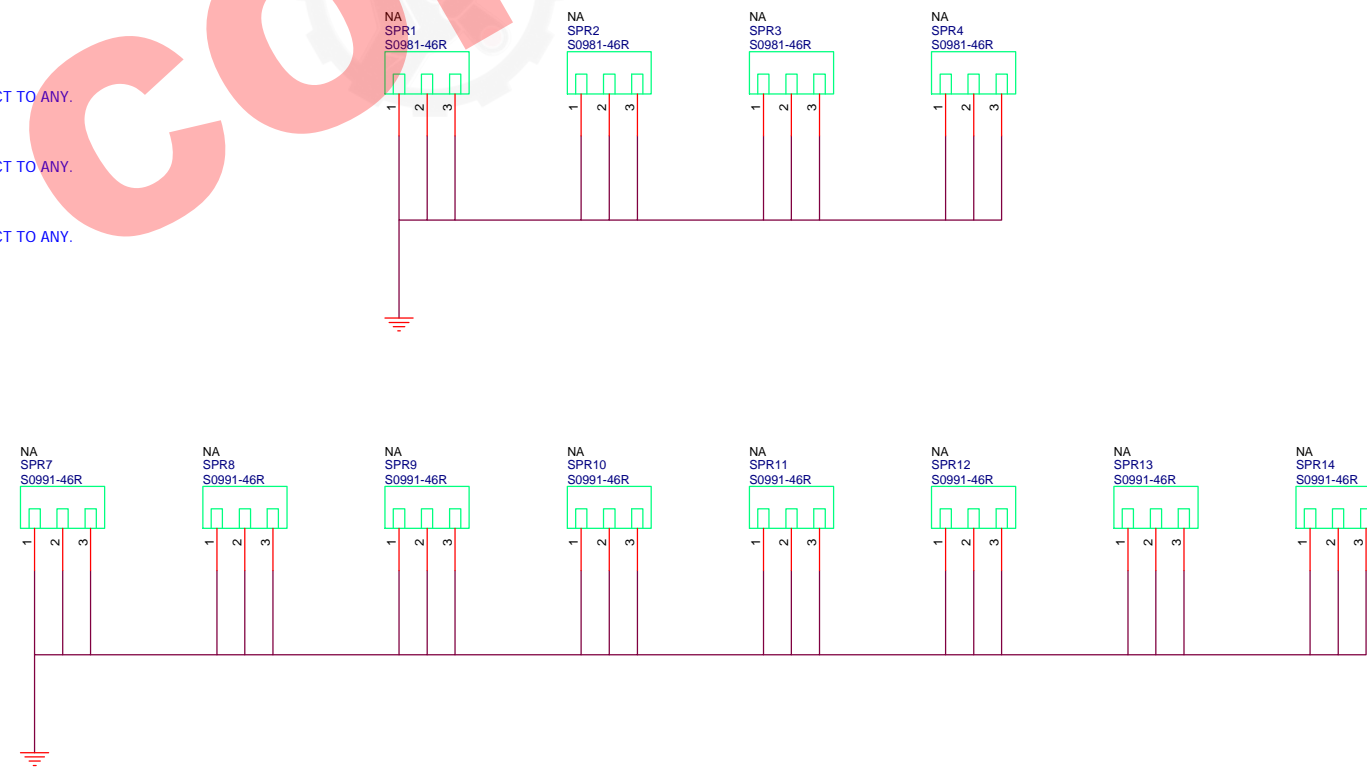 NA
SPR1
S0981-46R
1 2 3
NA
SPR2
S0981-46R
1 2 3
NA
SPR3
S0981-46R
1 2 3
NA
SPR4
S0981-46R
1 2 3
CT TO ANY.
CT TO ANY.
CT TO ANY.
NA
SPR7
S0991-46R
1 2 3
NA
SPR8
S0991-46R
1 2 3
NA
SPR9
S0991-46R
1 2 3
NA
SPR10
S0991-46R
1 2 3
NA
SPR11
S0991-46R
1 2 3
NA
SPR12
S0991-46R
1 2 3
NA
SPR13
S0991-46R
1 2 3
NA
SPR14
S0991-46R
1 2 3